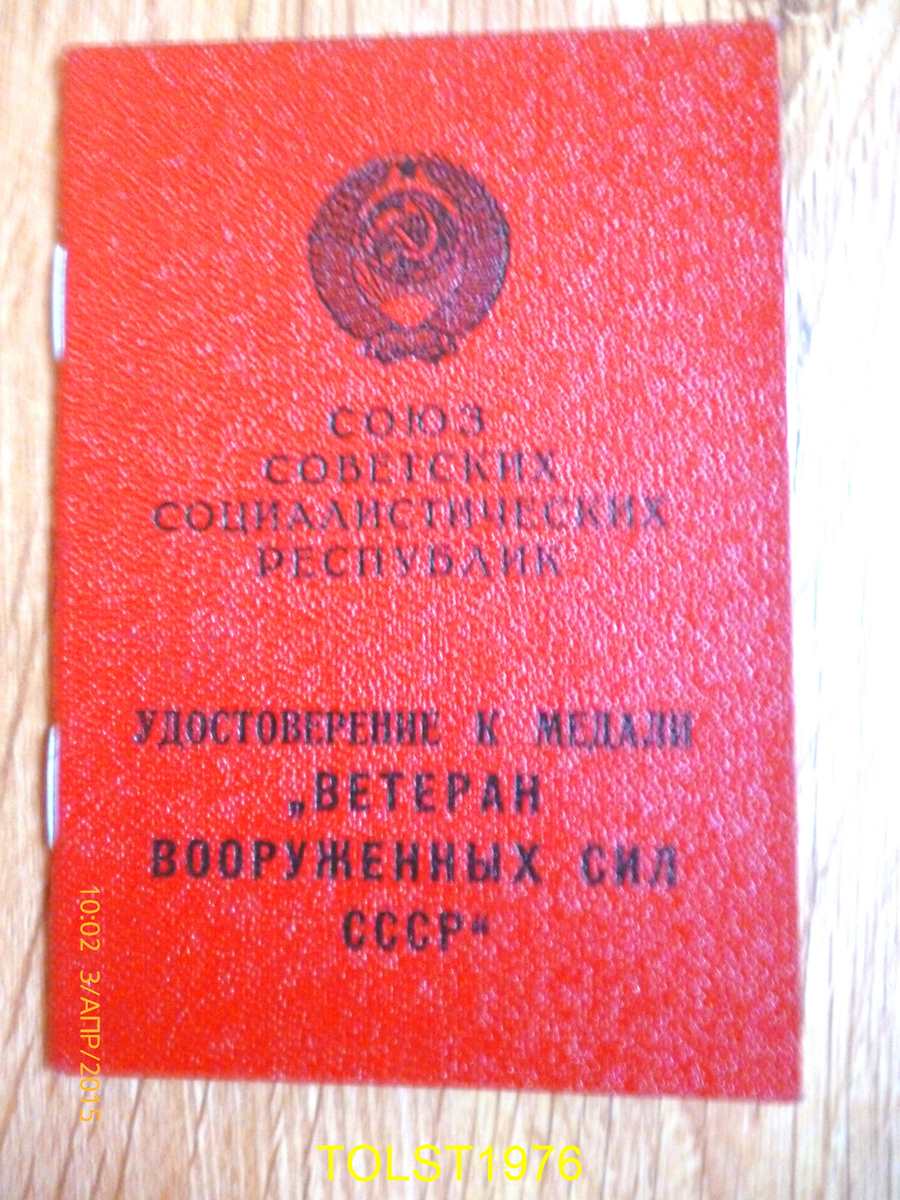 СОЮЗ
СОВЕТСКИХ
СОЦИАЛИСТИЧЕСКИХ
РЕСПУБЛИК
УДОСТОВЕРЕНИЕ К МЕДАЛИ
„ВЕТЕРАН
ВООРУЖЕННЫХ СИЛ
СССР“
10:02 3/АПР/2015
TOLST1976